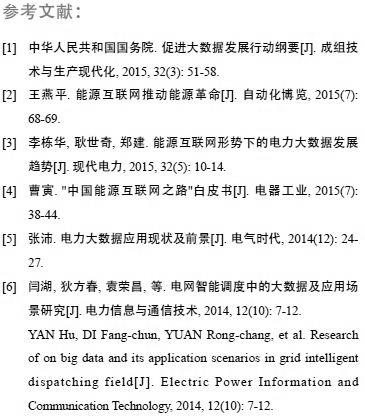 参考文献：
[1] 中华人民共和国国务院. 促进大数据发展行动纲要[J]. 成组技
术与生产现代化, 2015, 32(3): 51-58.
[2] 王燕平. 能源互联网推动能源革命[J]. 自动化博览, 2015(7):
68-69.
[3] 李栋华, 耿世奇, 郑建. 能源互联网形势下的电力大数据发展
趋势[J]. 现代电力, 2015, 32(5): 10-14.
[4] 曹寅. "中国能源互联网之路"白皮书[J]. 电器工业, 2015(7):
38-44.
[5] 张沛. 电力大数据应用现状及前景[J]. 电气时代, 2014(12): 24-
27.
[6] 闫湖, 狄方春, 袁荣昌, 等. 电网智能调度中的大数据及应用场
景研究[J]. 电力信息与通信技术, 2014, 12(10): 7-12.
YAN Hu, DI Fang-chun, YUAN Rong-chang, et al. Research
of on big data and its application scenarios in grid intelligent
dispatching field[J]. Electric Power Information and
Communication Technology, 2014, 12(10): 7-12.